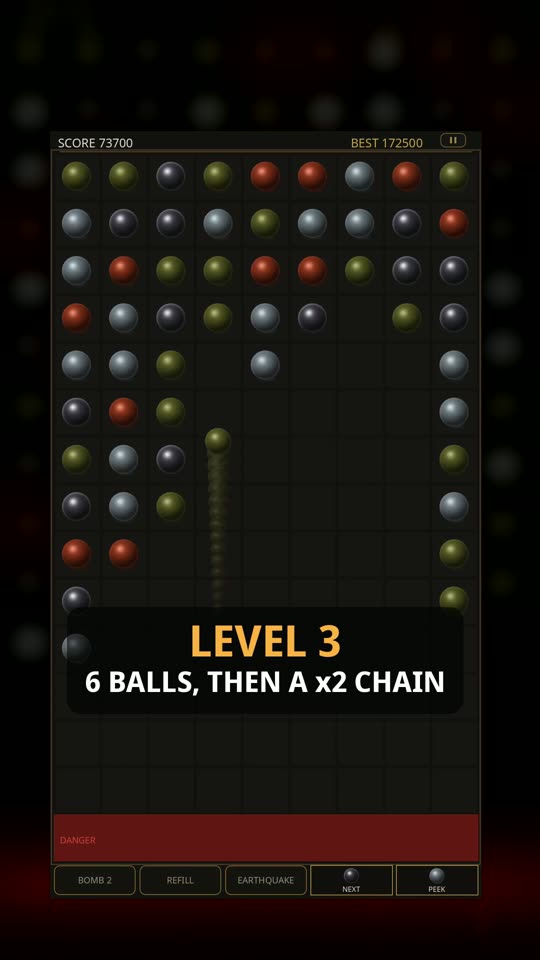 SCORE 73700
BEST 172500
LEVEL 3
6 BALLS, THEN A x2 CHAIN
DANGER
BOMB 2
REFILL
EARTHQUAKE
NEXT
PEEK